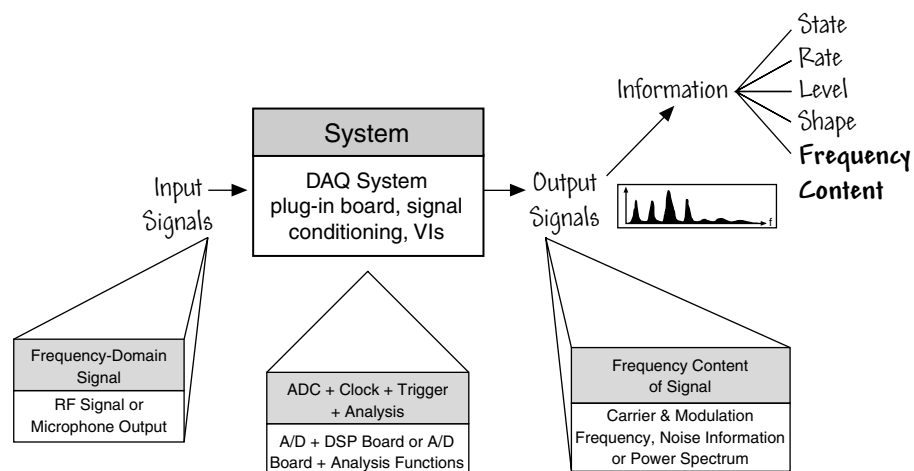 State
Rate
Information
Level
Shape
Frequency
Content
System
DAQ System
plug-in board, signal
conditioning, VIs
Input
Signals
Output
Signals
f
Frequency-Domain
Signal
RF Signal or
Microphone Output
ADC + Clock + Trigger
+ Analysis
A/D + DSP Board or A/D
Board + Analysis Functions
Frequency Content
of Signal
Carrier & Modulation
Frequency, Noise Information
or Power Spectrum